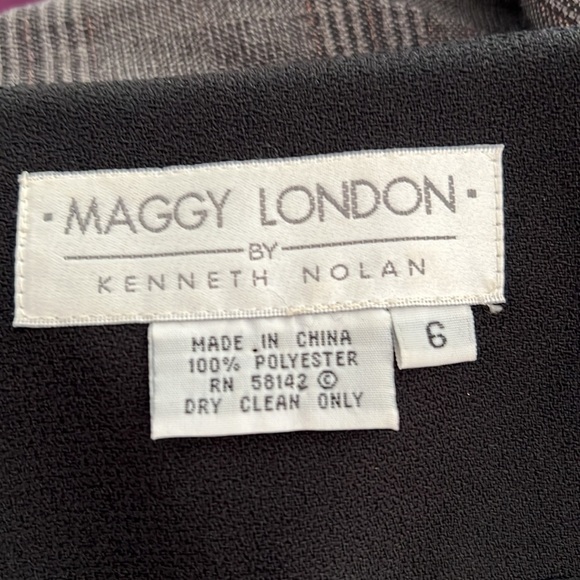 • MAGGY LONDON •
BY
KENNETH NOLAN
MADE IN CHINA
100% POLYESTER
RN 58142 ©
DRY CLEAN ONLY
6